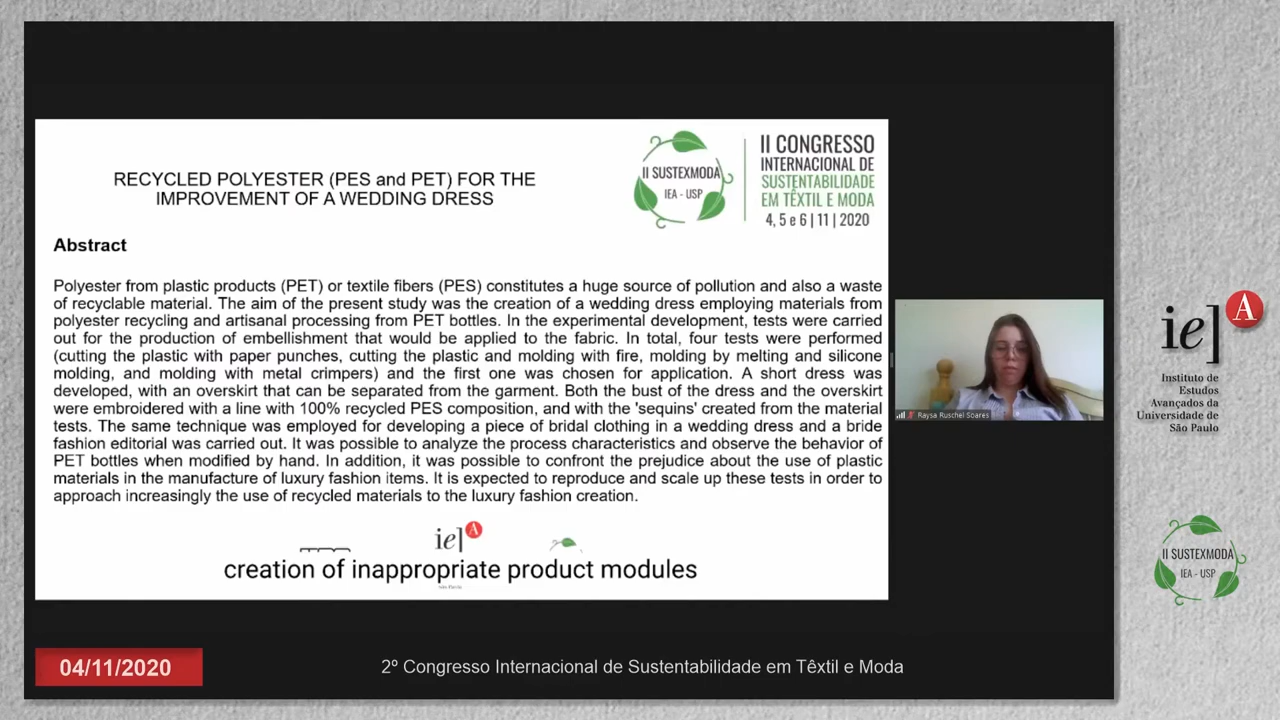 RECYCLED POLYESTER (PES and PET) FOR THE
IMPROVEMENT OF A WEDDING DRESS
II SUSTEXMODA
IEA - USP
II CONGRESSO
INTERNACIONAL DE
SUSTENTABILIDADE
EM TÊXTIL E MODA
4, 5 e 6 | 11 | 2020
Abstract
Polyester from plastic products (PET) or textile fibers (PES) constitutes a huge source of pollution and also a waste
of recyclable material. The aim of the present study was the creation of a wedding dress employing materials from
polyester recycling and artisanal processing from PET bottles. In the experimental development, tests were carried
out for the production of embellishment that would be applied to the fabric. In total, four tests were performed
(cutting the plastic with paper punches, cutting the plastic and molding with fire, molding by melting and silicone
molding, and molding with metal crimpers) and the first one was chosen for application. A short dress was
developed, with an overskirt that can be separated from the garment. Both the bust of the dress and the overskirt
were embroidered with a line with 100% recycled PES composition, and with the 'sequins' created from the material
tests. The same technique was employed for developing a piece of bridal clothing in a wedding dress and a bride
fashion editorial was carried out. It was possible to analyze the process characteristics and observe the behavior of
PET bottles when modified by hand. In addition, it was possible to confront the prejudice about the use of plastic
materials in the manufacture of luxury fashion items. It is expected to reproduce and scale up these tests in order to
approach increasingly the use of recycled materials to the luxury fashion creation.
iea
creation of inappropriate product modules
Raysa Ruschel Soares
iea
Instituto de
Estudos
Avançados da
Universidade de
São Paulo
II SUSTEXMODA
IEA - USP
04/11/2020
2º Congresso Internacional de Sustentabilidade em Têxtil e Moda